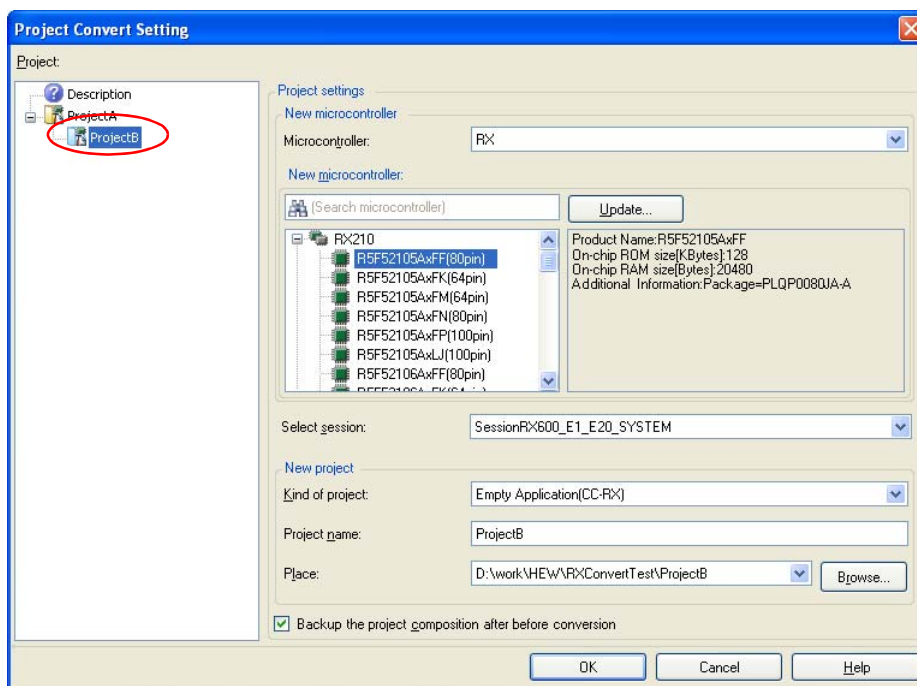 Project Convert Setting
Project:
Description
ProjectA
ProjectB
Project settings
New microcontroller
Microcontroller:
RX
New microcontroller:
(Search microcontroller)
Update...
RX210
R5F52105AxFF(80pin)
R5F52105AxFK(64pin)
R5F52105AxFM(64pin)
R5F52105AxFN(80pin)
R5F52105AxFP(100pin)
R5F52105AxLJ(100pin)
R5F52106AxFF(80pin)
Product Name:R5F52105AxFF
On-chip ROM size[KBytes]:128
On-chip RAM size[Bytes]:20480
Additional Information:Package=PLQP0080JA-A
Select session:
SessionRX600_E1_E20_SYSTEM
New project
Kind of project:
Empty Application(CC-RX)
Project name:
ProjectB
Place:
D:\work\HEW\RXConvertTest\ProjectB
Browse...
Backup the project composition after before conversion
OK
Cancel
Help